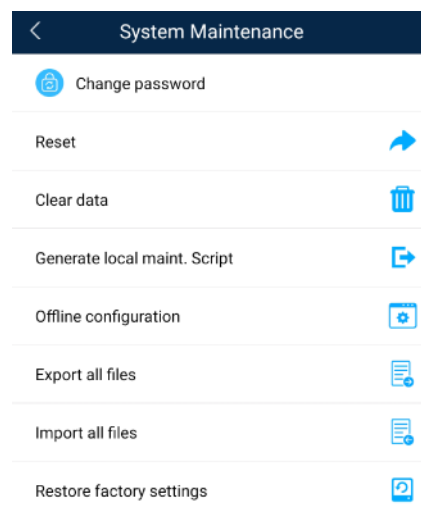 System Maintenance
Change password
Reset
Clear data
Generate local maint. Script
Offline configuration
Export all files
Import all files
Restore factory settings